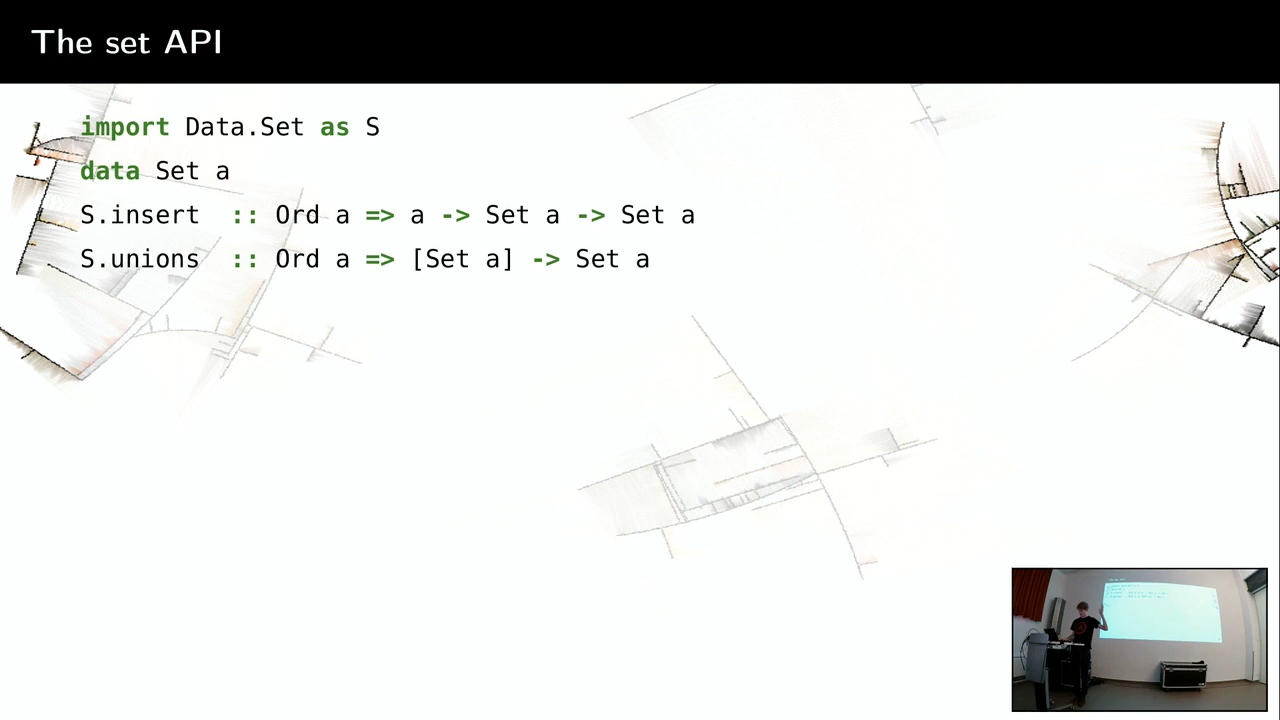 The set API
import Data.Set as S
data Set a
S.insert :: Ord a => a -> Set a -> Set a
S.unions :: Ord a => [Set a] -> Set a